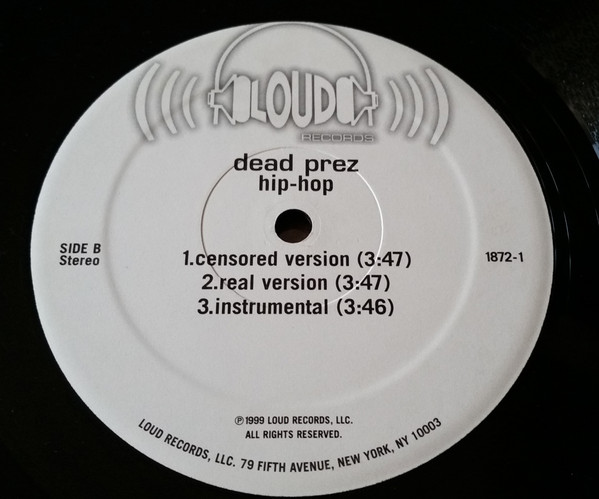 LOUD
RECORDS
dead prez
hip-hop
SIDE B
Stereo
1.censored version (3:47)
2.real version (3:47)
3.instrumental (3:46)
1872-1
℗1999 LOUD RECORDS, LLC.
ALL RIGHTS RESERVED.
LOUD RECORDS, LLC. 79 FIFTH AVENUE, NEW YORK, NY 10003